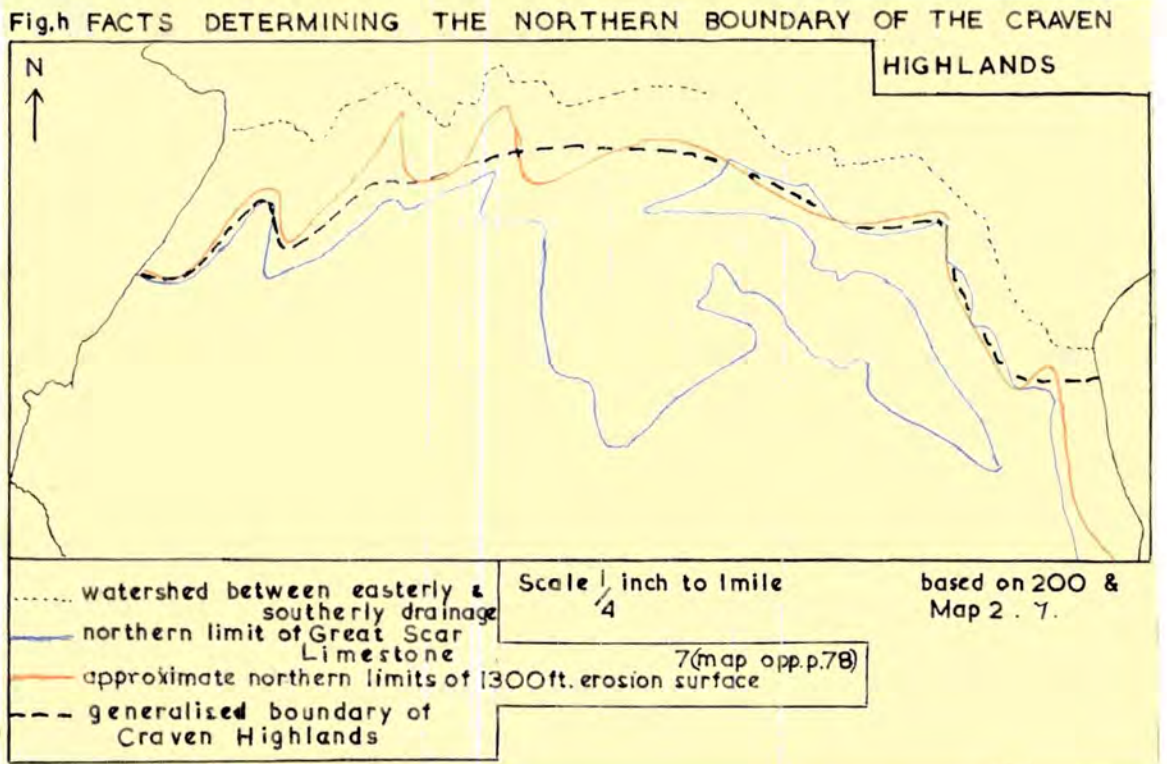 Fig.h FACTS DETERMINING THE NORTHERN BOUNDARY OF THE CRAVEN
HIGHLANDS
N
watershed between easterly &
southerly drainage
northern limit of Great Scar
Limestone
approximate northern limits of 1300ft. erosion surface
generalised boundary of
Craven Highlands
Scale 1/4 inch to 1mile
based on 200 &
Map 2 . 7.
7(map opp.p.78)